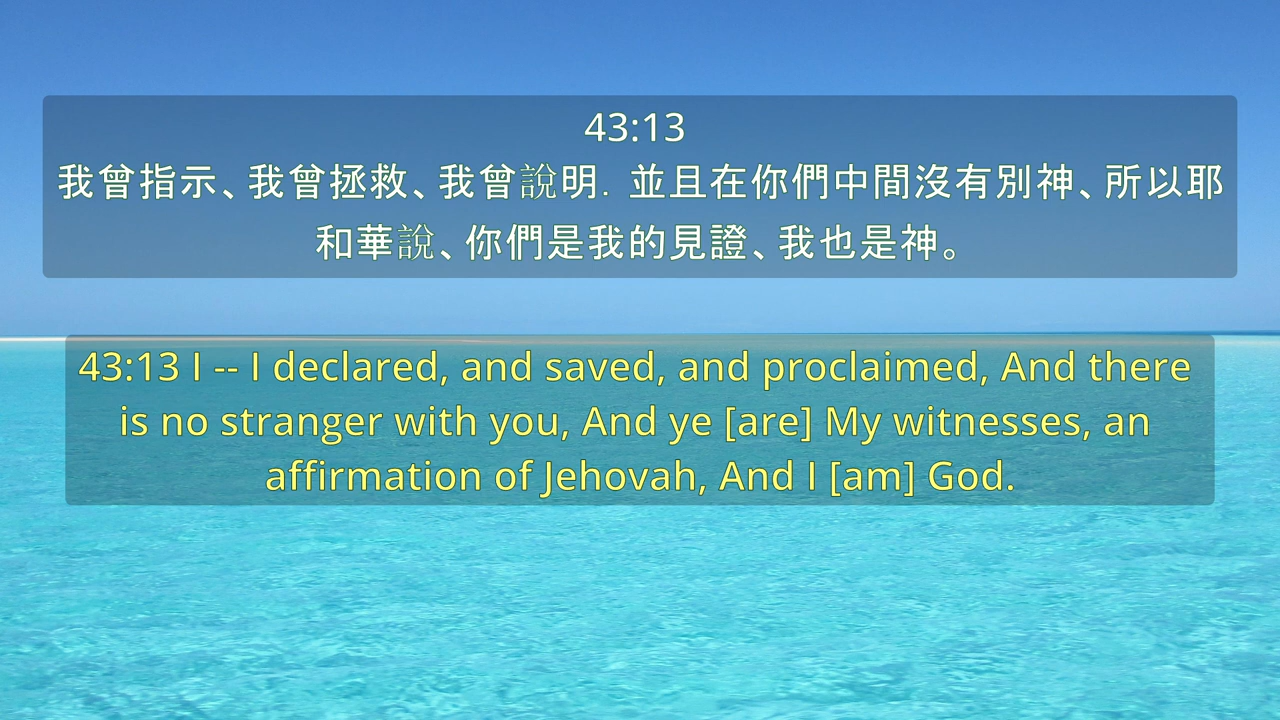 43:13
我曾指示、我曾拯救、我曾說明. 並且在你們中間沒有別神、所以耶
和華說、你們是我的見證、我也是神。
43:13 I -- I declared, and saved, and proclaimed, And there
is no stranger with you, And ye [are] My witnesses, an
affirmation of Jehovah, And I [am] God.